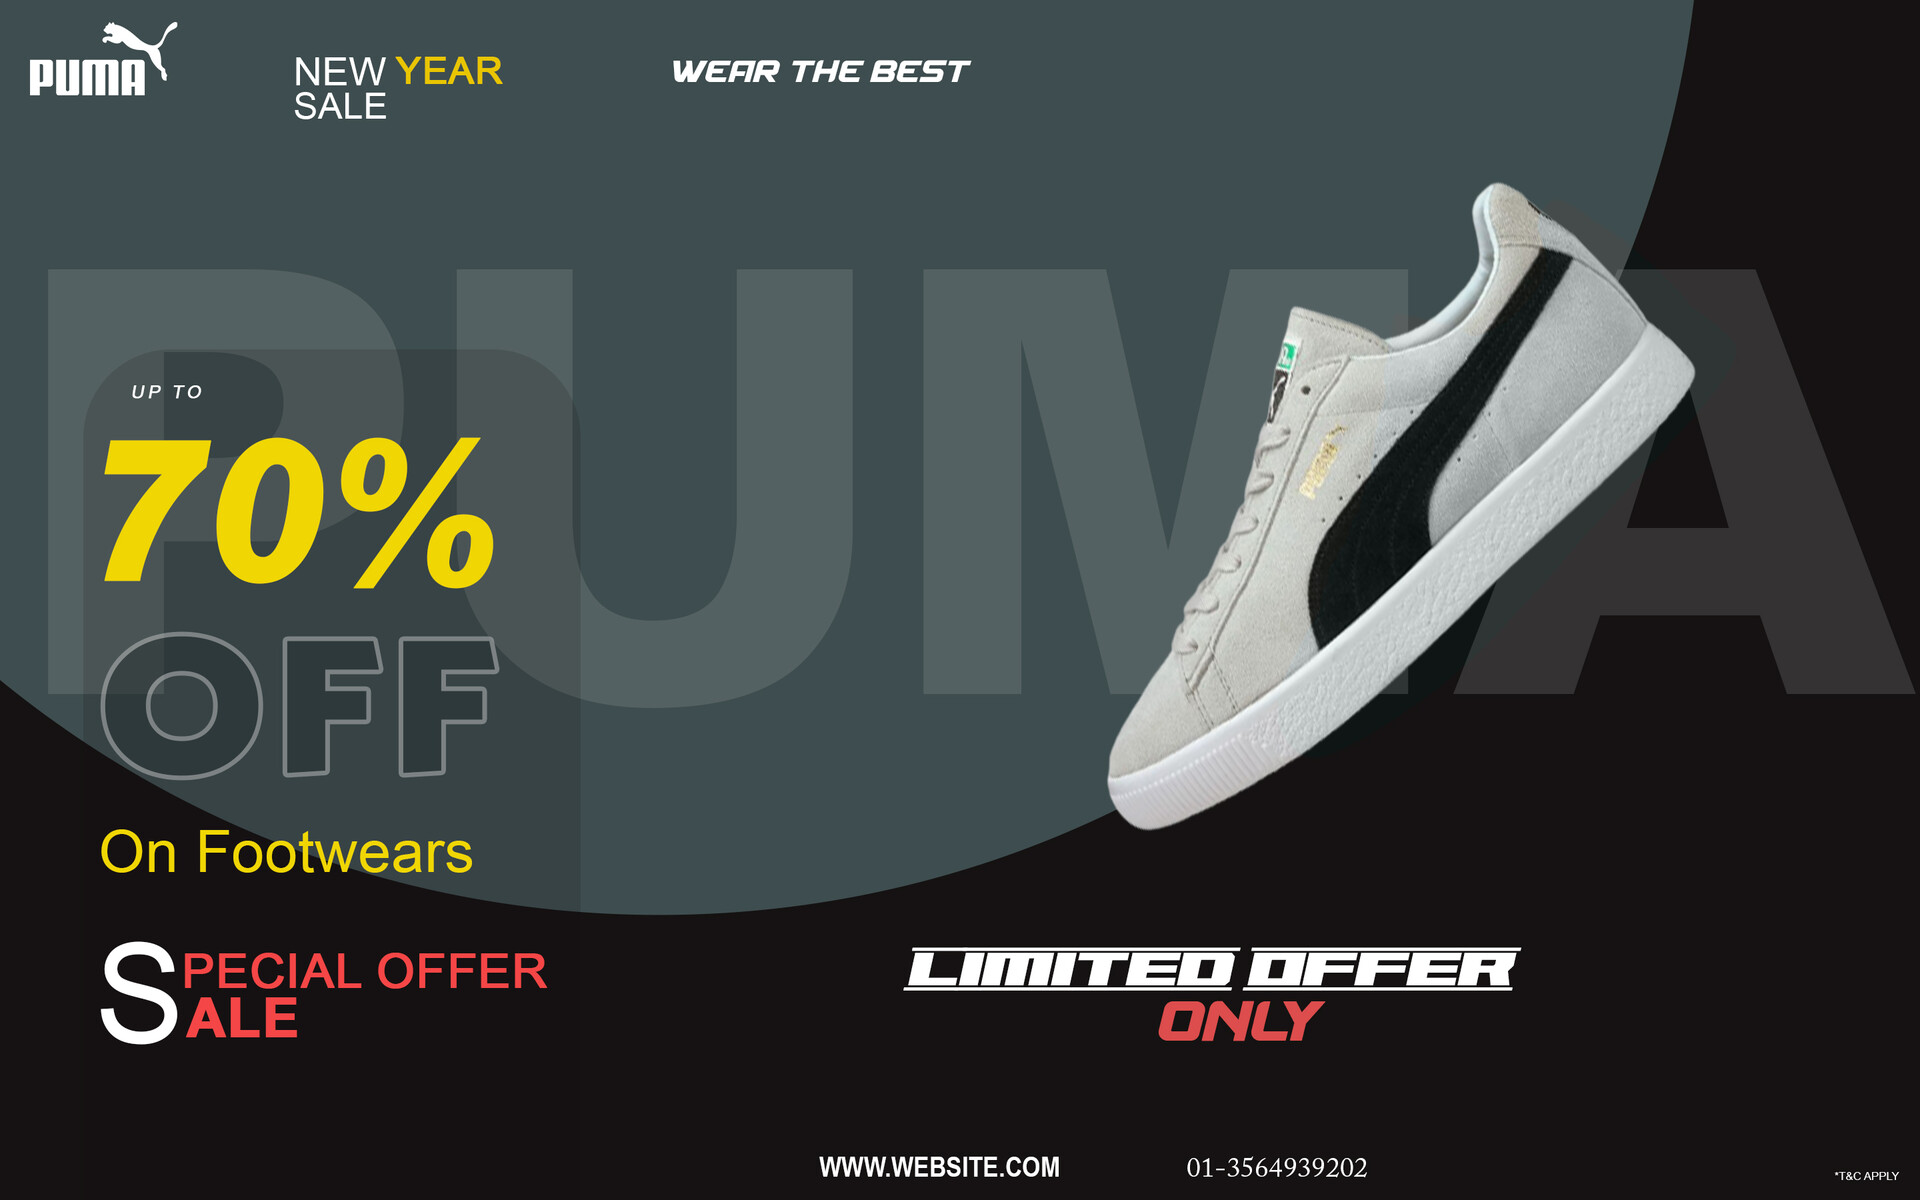 PUMA
NEW YEAR
SALE
WEAR THE BEST
PUMA
UP TO
70%
OFF
On Footwears
PUMA
SPECIAL OFFER
SALE
LIMITED OFFER
ONLY
WWW.WEBSITE.COM
01-3564939202
*T&C APPLY